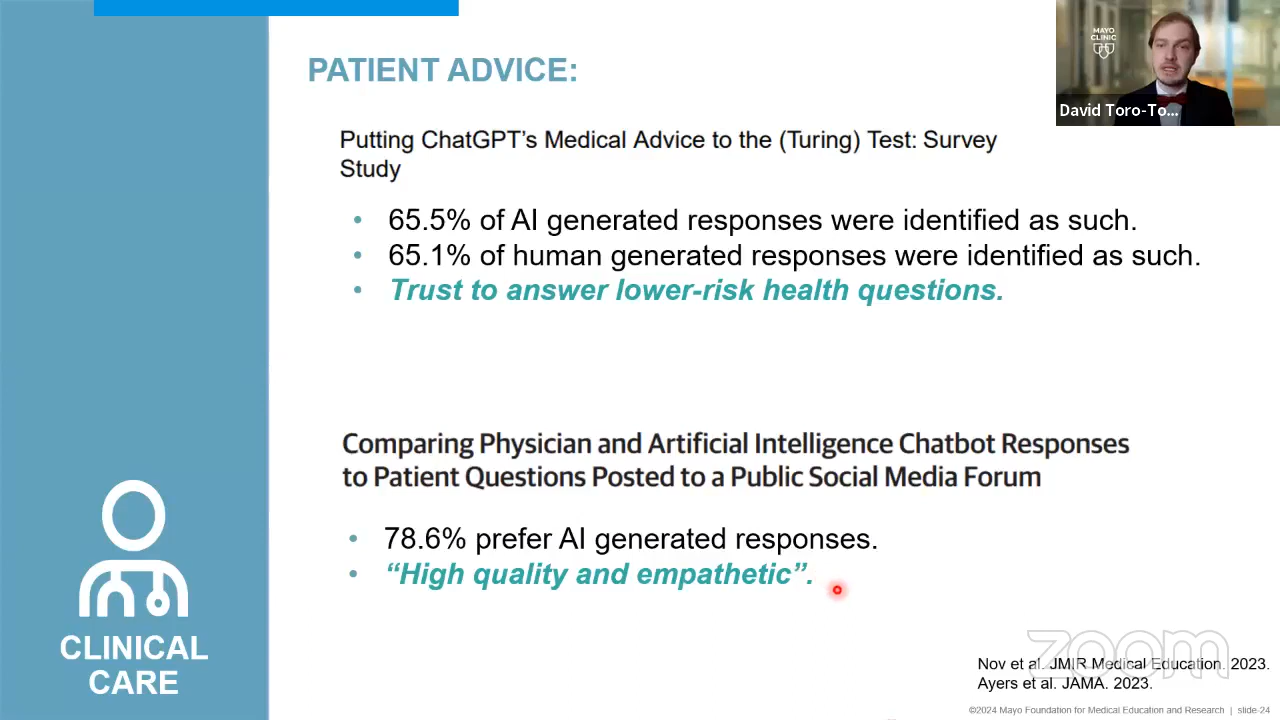 PATIENT ADVICE:
MAYO
CLINIC
David Toro-To...
Putting ChatGPT's Medical Advice to the (Turing) Test: Survey
Study
• 65.5% of AI generated responses were identified as such.
• 65.1% of human generated responses were identified as such.
• Trust to answer lower-risk health questions.
Comparing Physician and Artificial Intelligence Chatbot Responses
to Patient Questions Posted to a Public Social Media Forum
• 78.6% prefer AI generated responses.
• “High quality and empathetic”.
CLINICAL
CARE
zoom
Nov et al. JMIR Medical Education. 2023.
Ayers et al. JAMA. 2023.
©2024 Mayo Foundation for Medical Education and Research | slide-24